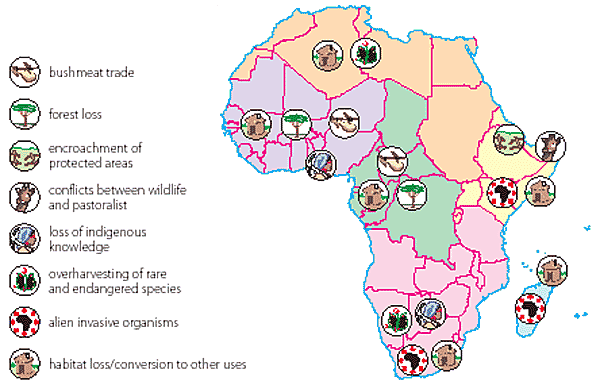 bushmeat trade
forest loss
encroachment of
protected areas
conflicts between wildlife
and pastoralist
loss of indigenous
knowledge
overharvesting of rare
and endangered species
alien invasive organisms
habitat loss/conversion to other uses